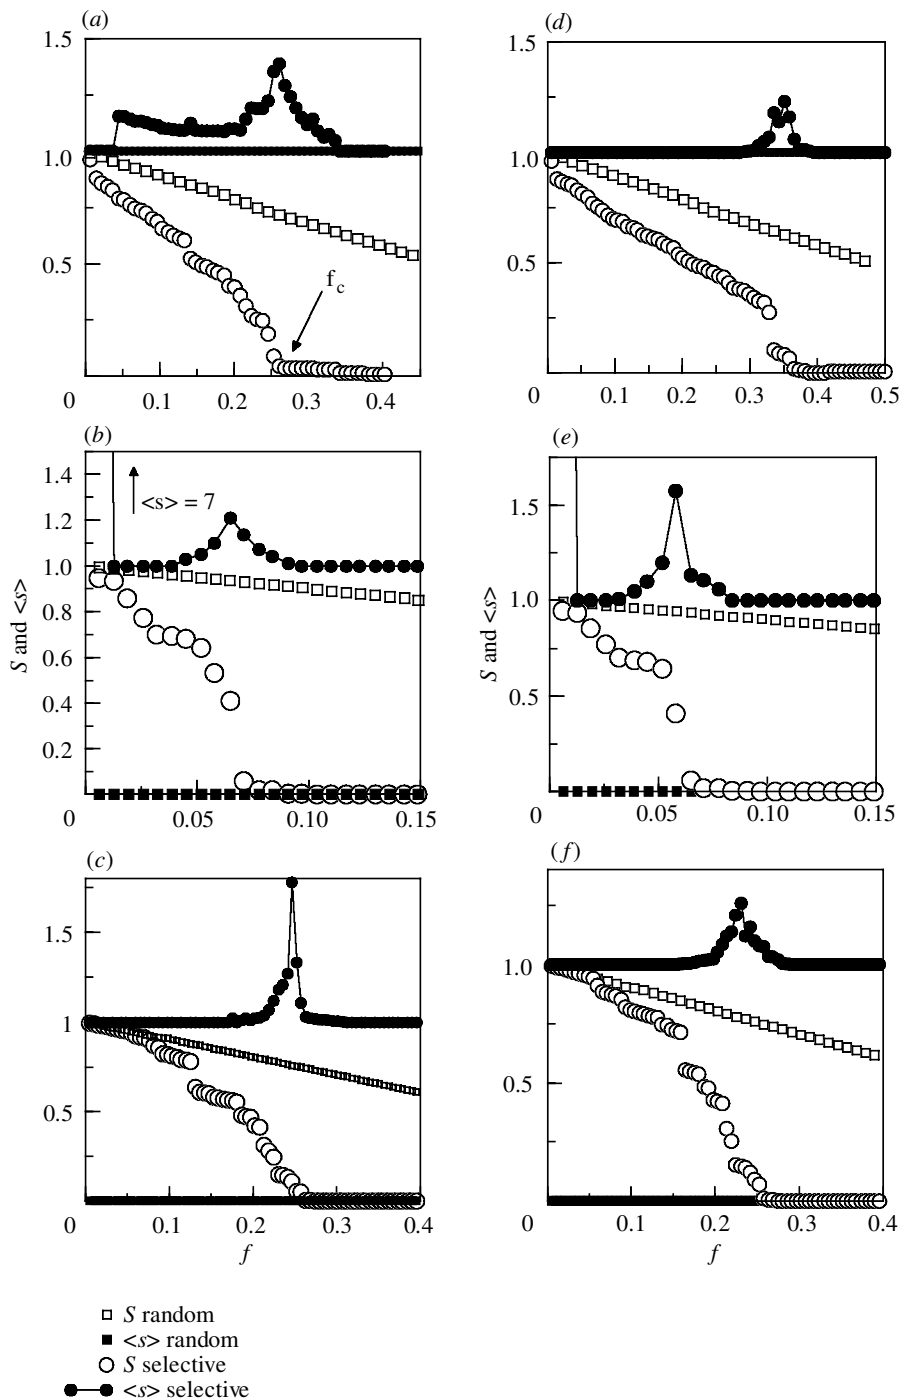 (a)
1.5
1.0
0.5
f_c
0 0.1 0.2 0.3 0.4
(d)
1.5
1.0
0.5
0 0.1 0.2 0.3 0.4 0.5
(b)
1.4
1.2
1.0
0.8
0.6
0.4
0.2
<s> = 7
S and <s>
0 0.05 0.10 0.15
(e)
1.5
1.0
0.5
S and <s>
0 0.05 0.10 0.15
(c)
1.5
1
0.5
0 0.1 0.2 0.3 0.4
f
(f)
1.0
0.5
0 0.1 0.2 0.3 0.4
f
S random
<s> random
S selective
<s> selective